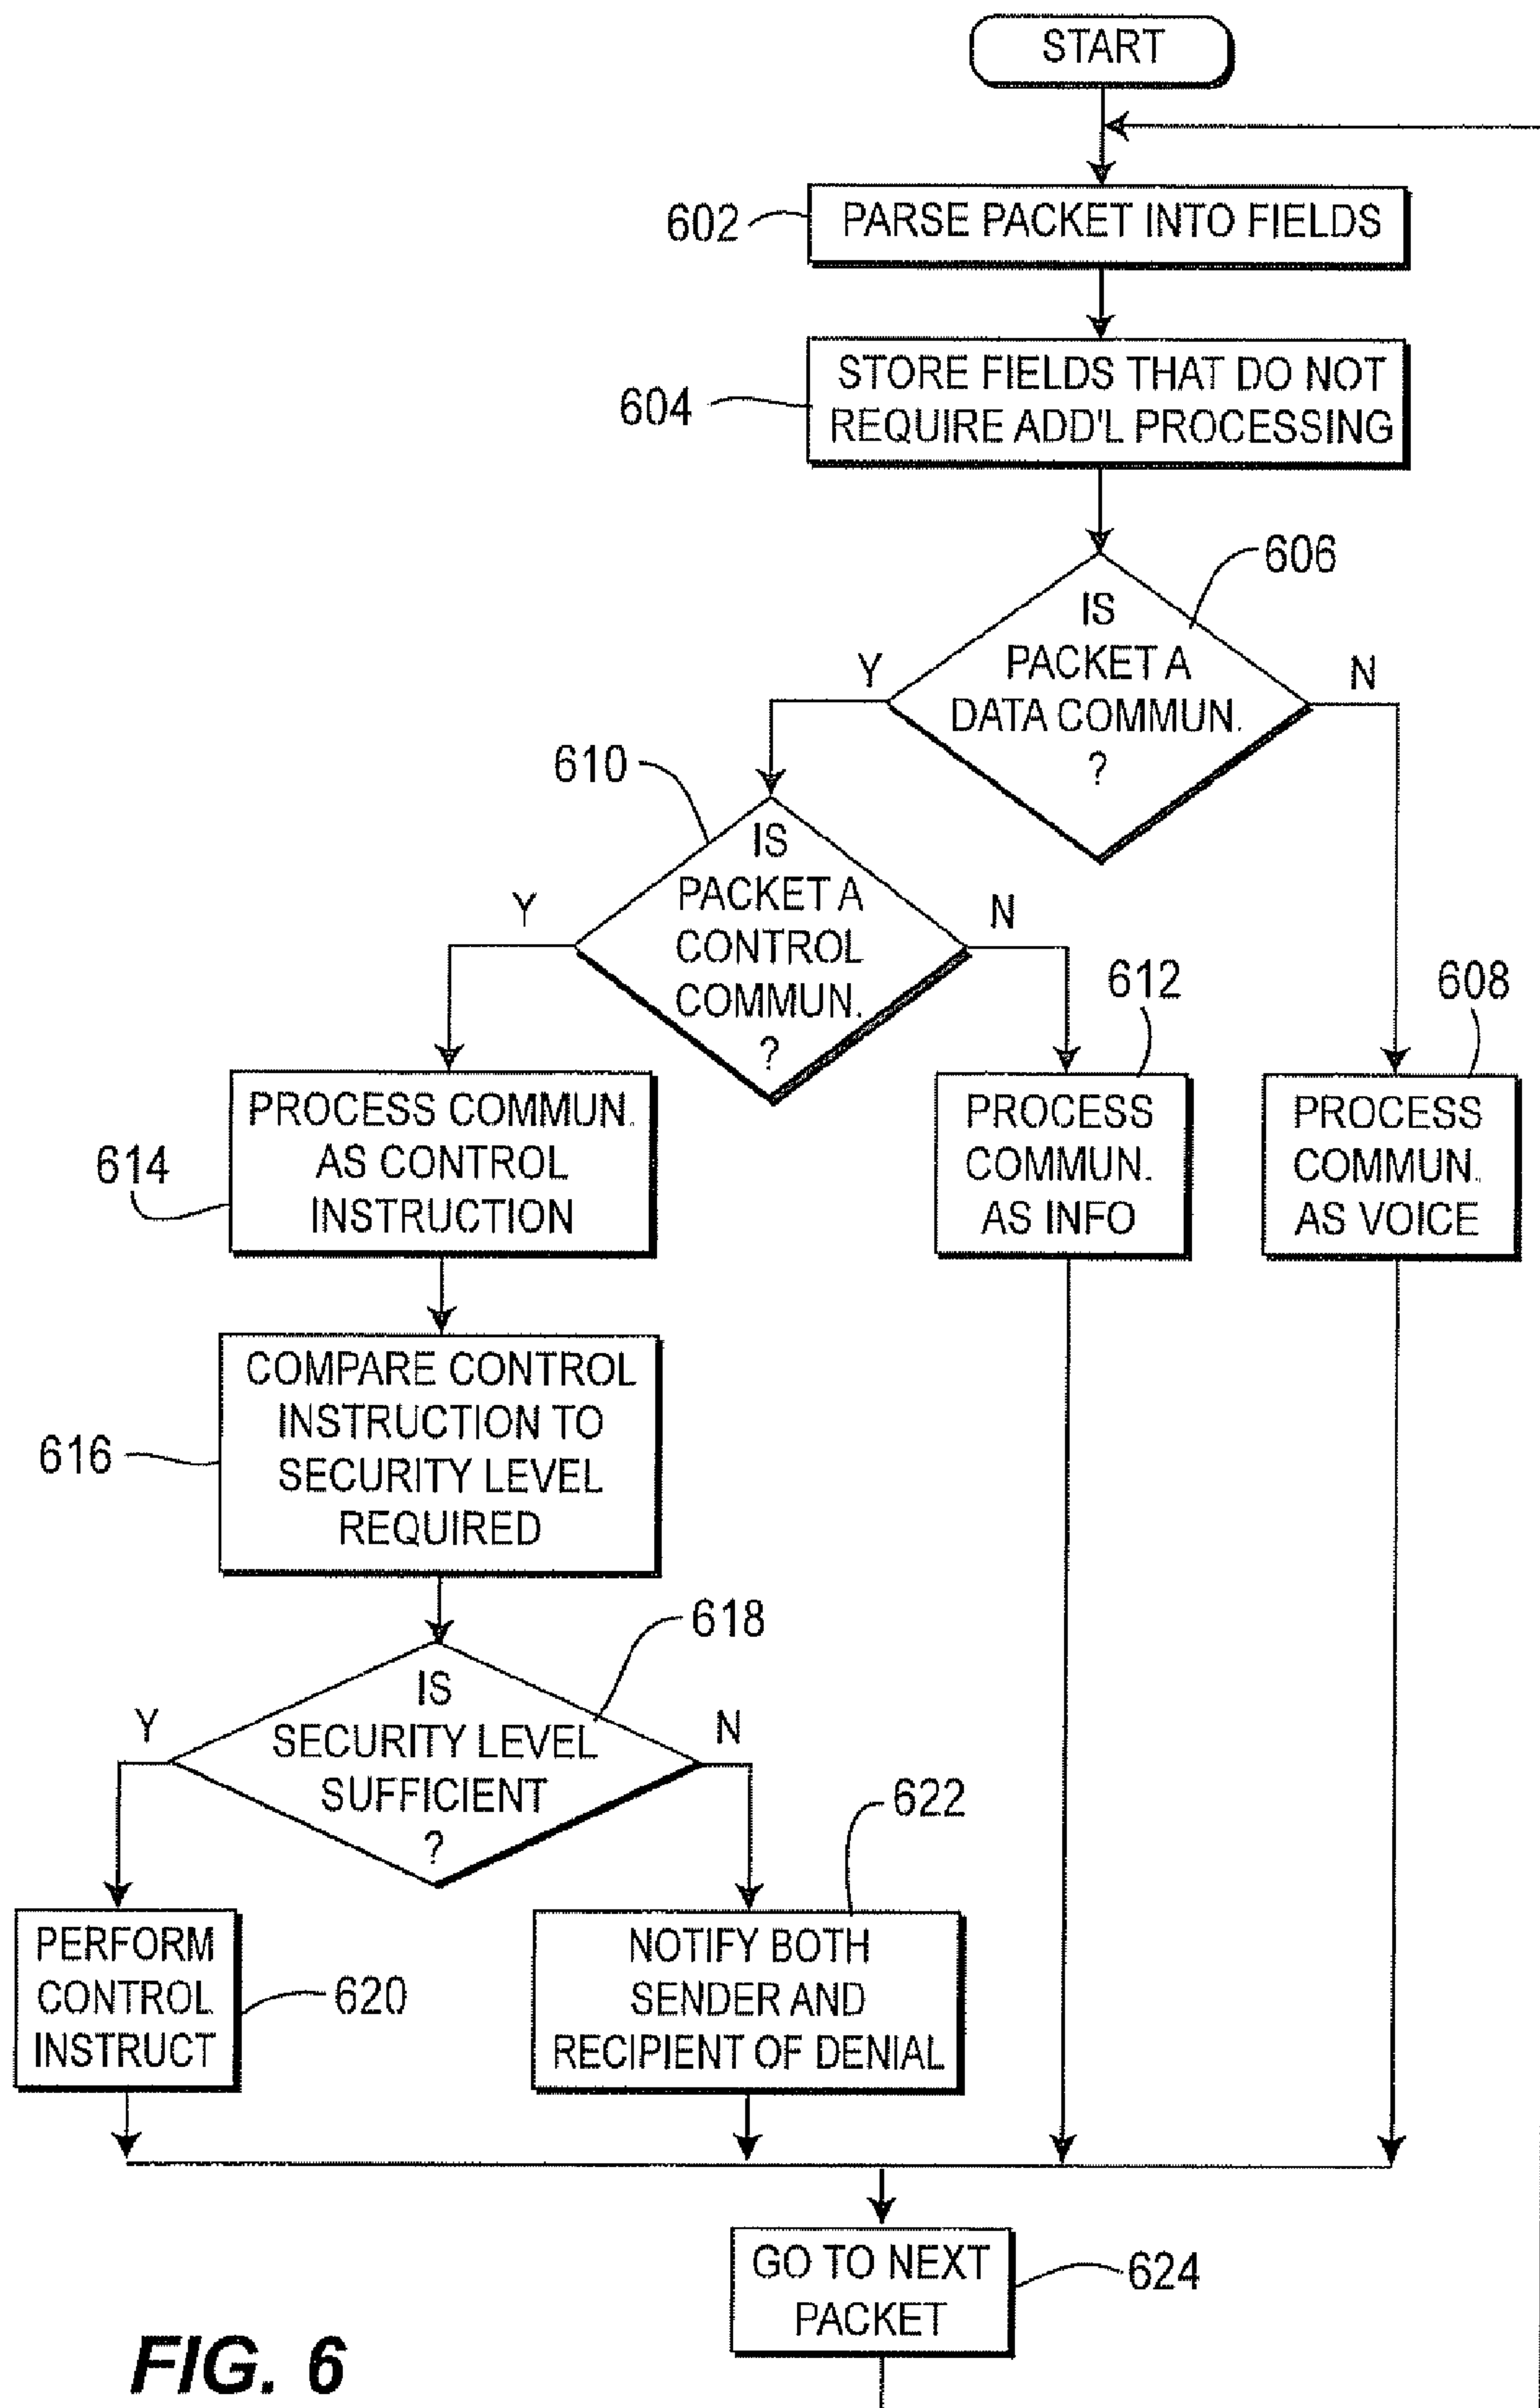 START
602
PARSE PACKET INTO FIELDS
604
STORE FIELDS THAT DO NOT
REQUIRE ADD'L PROCESSING
606
IS
PACKET A
DATA COMMUN.
?
Y
N
610
IS
PACKET A
CONTROL
COMMUN.
?
Y
N
612
608
614
PROCESS COMMUN.
AS CONTROL
INSTRUCTION
PROCESS
COMMUN.
AS INFO
PROCESS
COMMUN.
AS VOICE
616
COMPARE CONTROL
INSTRUCTION TO
SECURITY LEVEL
REQUIRED
618
IS
SECURITY LEVEL
SUFFICIENT
?
Y
N
622
PERFORM
CONTROL
INSTRUCT
620
NOTIFY BOTH
SENDER AND
RECIPIENT OF DENIAL
GO TO NEXT
PACKET
624
FIG. 6